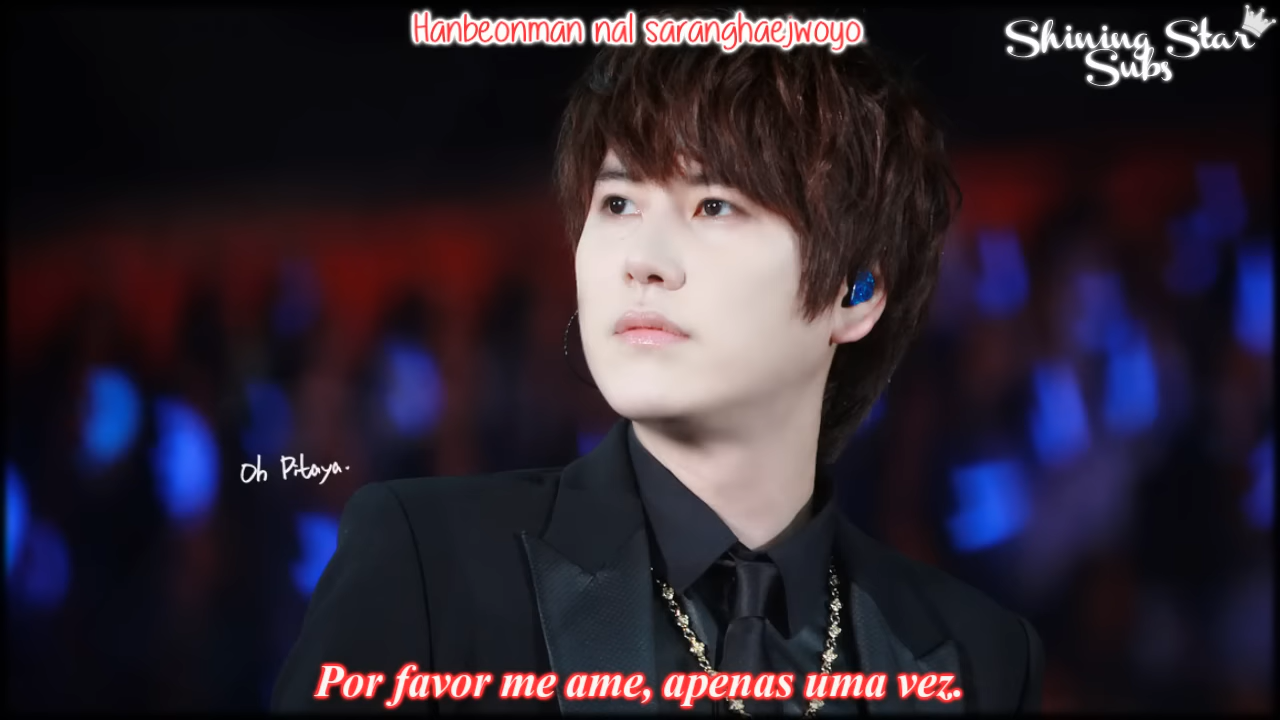 Hanbeonman nal saranghaejwoyo
Shining Star
Subs
Oh Pitaya.
Por favor me ame, apenas uma vez.